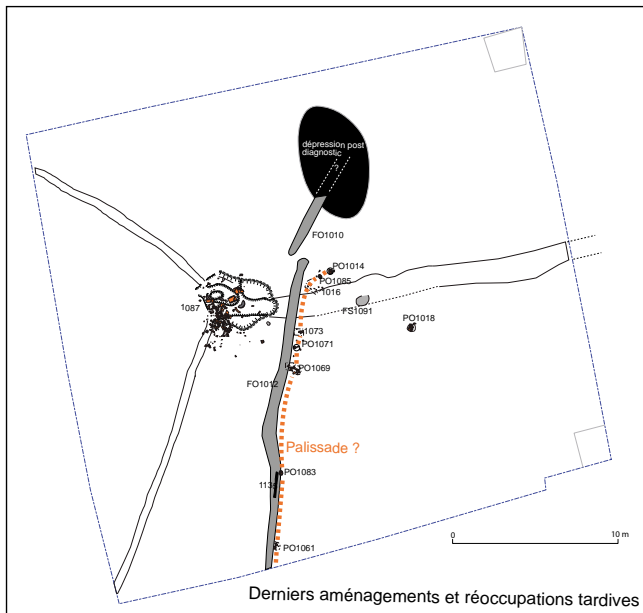 dépression post
diagnostic
?
FO1010
PO1014
PO1085
1016
1087
FS1091
PO1018
1073
PO1071
PO1069
FO1012
Palissade ?
PO1083
PO1061
0 10 m
Derniers aménagements et réoccupations tardives